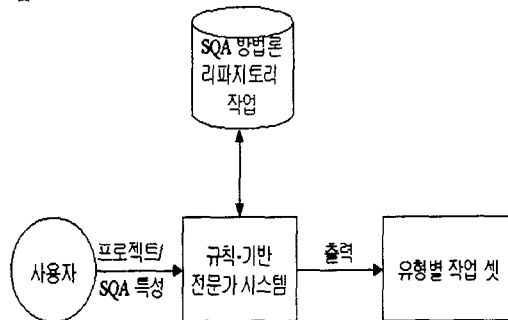 SQA 방법론
리파지토리
작업
사용자
프로젝트/
SQA 특성
규칙·기반
전문가 시스템
출력
유형별 작업 셋